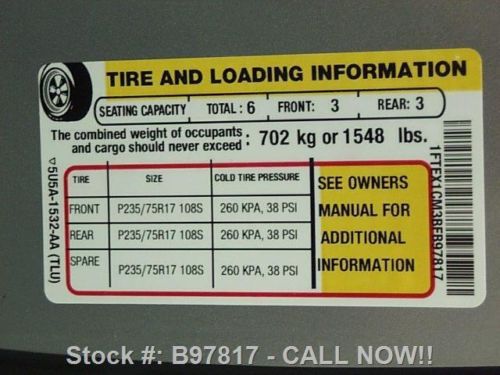 TIRE AND LOADING INFORMATION
SEATING CAPACITY TOTAL : 6 FRONT: 3 REAR: 3
The combined weight of occupants
and cargo should never exceed : 702 kg or 1548 lbs.
TIRE SIZE COLD TIRE PRESSURE
FRONT P235/75R17 108S 260 KPA, 38 PSI
REAR P235/75R17 108S 260 KPA, 38 PSI
SPARE P235/75R17 108S 260 KPA, 38 PSI
SEE OWNERS
MANUAL FOR
ADDITIONAL
INFORMATION
5U5A-1532-AA (TLU)
1FTEX1CM3BFB97817
Stock #: B97817 - CALL NOW!!